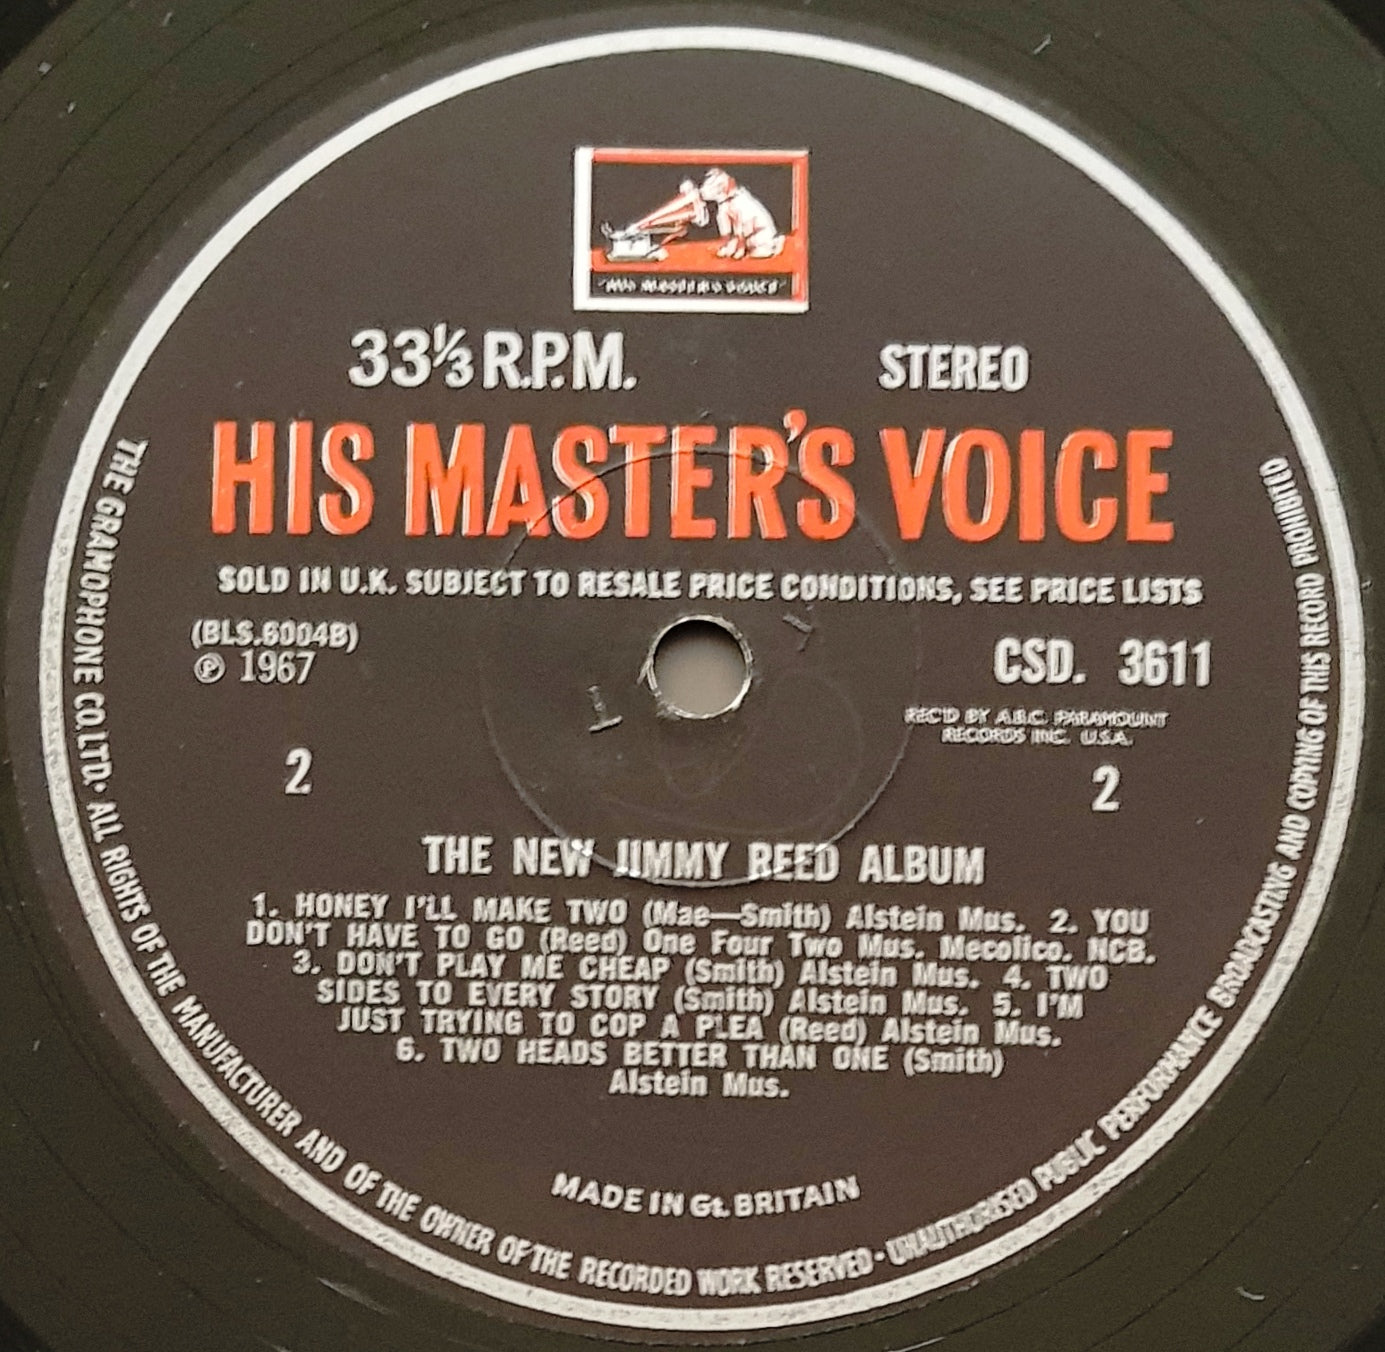 "HIS MASTER'S VOICE"
33⅓ R.P.M. STEREO
HIS MASTER'S VOICE
SOLD IN U.K. SUBJECT TO RESALE PRICE CONDITIONS, SEE PRICE LISTS
(BLS.6004B)
℗ 1967
CSD. 3611
REC'D BY A.B.C. PARAMOUNT
RECORDS INC. U.S.A.
2 2
THE NEW JIMMY REED ALBUM
1. HONEY I'LL MAKE TWO (Mae—Smith) Alstein Mus. 2. YOU
DON'T HAVE TO GO (Reed) One Four Two Mus. Mecolico. NCB.
3. DON'T PLAY ME CHEAP (Smith) Alstein Mus. 4. TWO
SIDES TO EVERY STORY (Smith) Alstein Mus. 5. I'M
JUST TRYING TO COP A PLEA (Reed) Alstein Mus.
6. TWO HEADS BETTER THAN ONE (Smith)
Alstein Mus.
MADE IN Gt. BRITAIN
THE GRAMOPHONE CO. LTD. · ALL RIGHTS OF THE MANUFACTURER AND OF THE OWNER OF THE RECORDED WORK RESERVED · UNAUTHORISED PUBLIC PERFORMANCE BROADCASTING AND COPYING OF THIS RECORD PROHIBITED